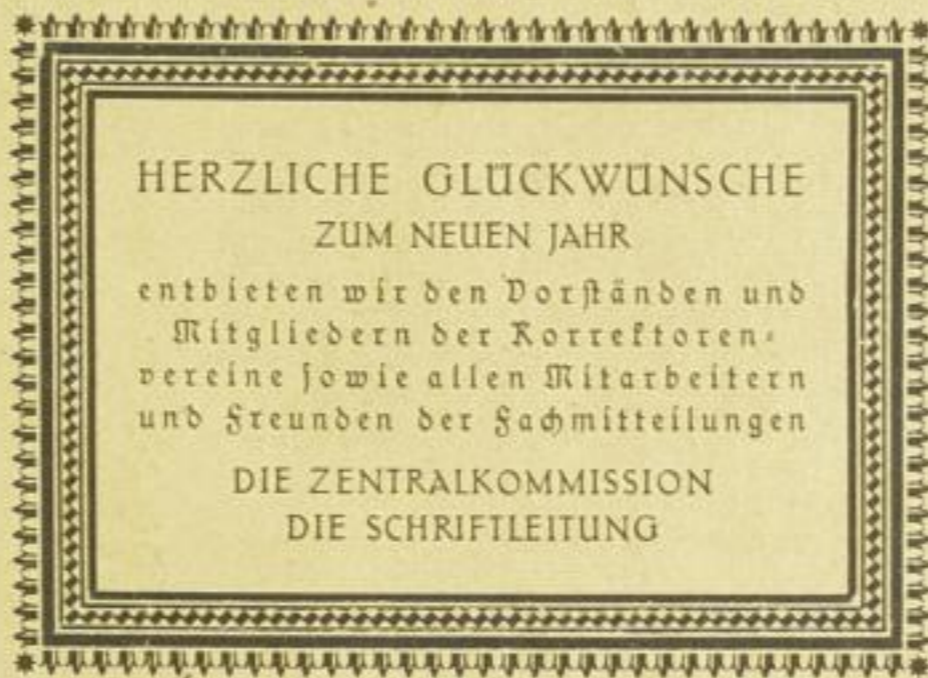 HERZLICHE GLÜCKWÜNSCHE
ZUM NEUEN JAHR
entbieten wir den Vorständen und
Mitgliedern der Korrektoren-
vereine sowie allen Mitarbeitern
und Freunden der Fachmitteilungen
DIE ZENTRALKOMMISSION
DIE SCHRIFTLEITUNG